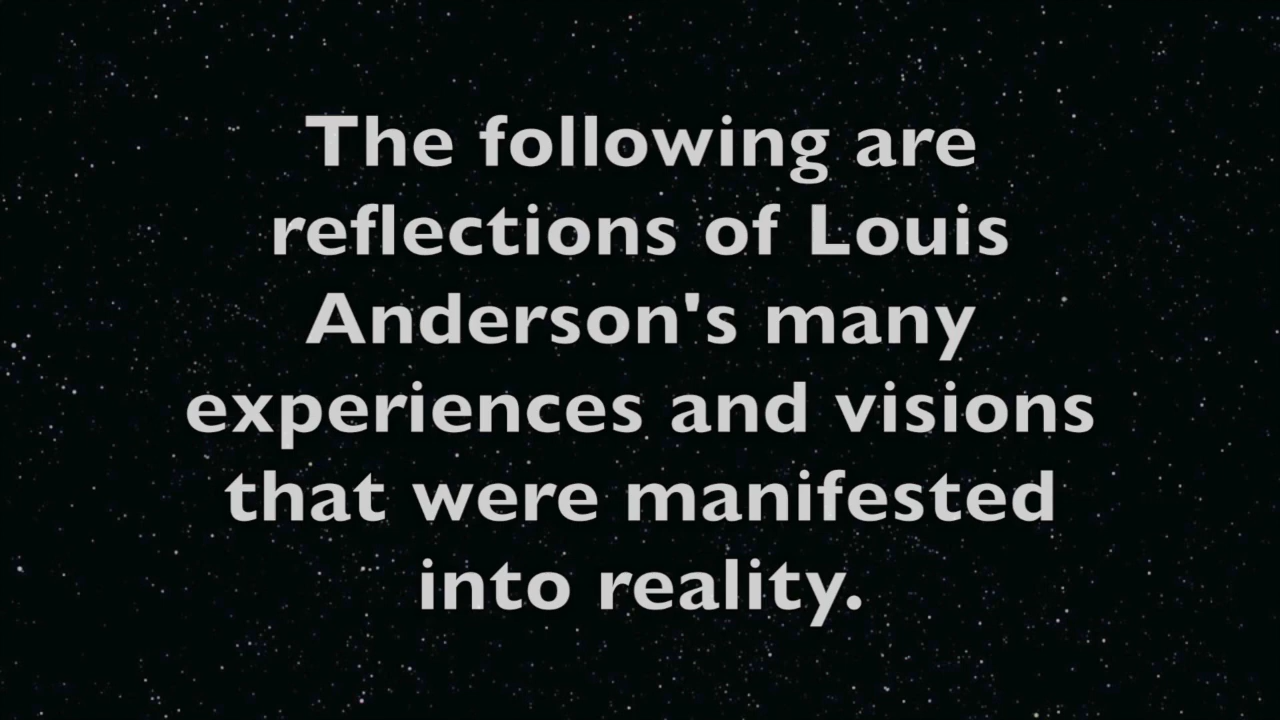 The following are
reflections of Louis
Anderson's many
experiences and visions
that were manifested
into reality.